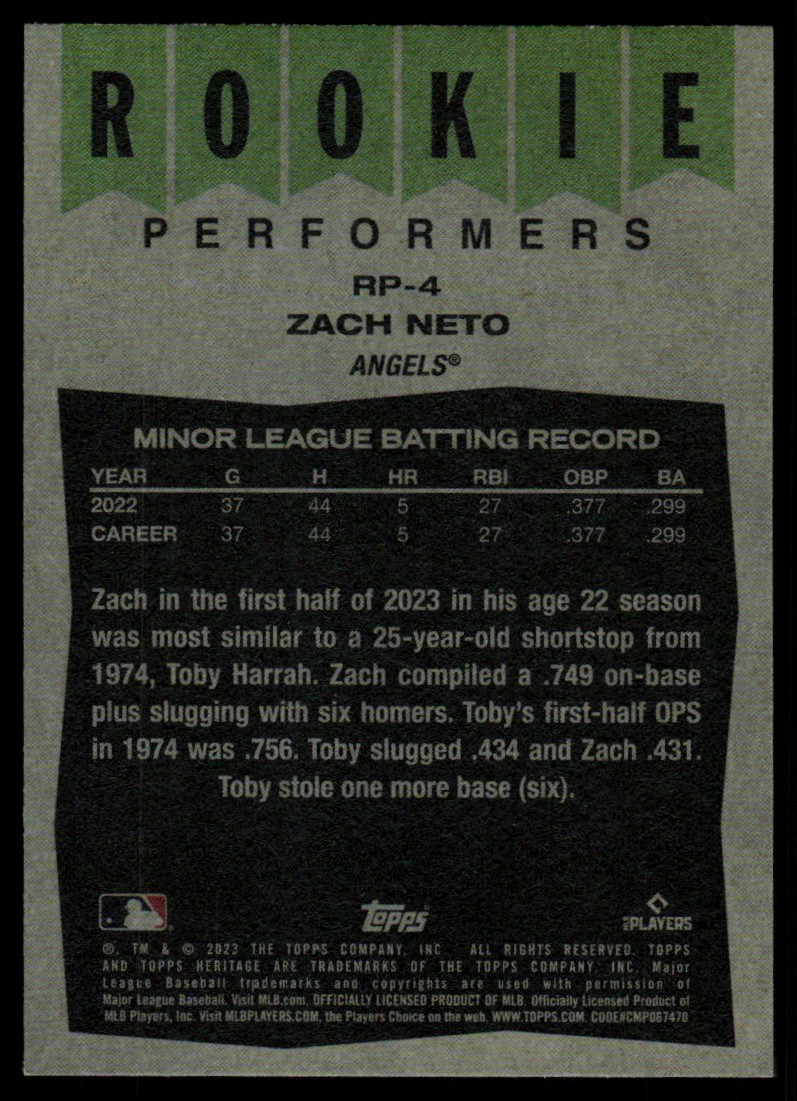 ROOKIE
PERFORMERS
RP-4
ZACH NETO
ANGELS®
MINOR LEAGUE BATTING RECORD
YEAR G H HR RBI OBP BA
2022 37 44 5 27 .377 .299
CAREER 37 44 5 27 .377 .299
Zach in the first half of 2023 in his age 22 season
was most similar to a 25-year-old shortstop from
1974, Toby Harrah. Zach compiled a .749 on-base
plus slugging with six homers. Toby's first-half OPS
in 1974 was .756. Toby slugged .434 and Zach .431.
Toby stole one more base (six).
Topps
MLB PLAYERS
®, TM & © 2023 THE TOPPS COMPANY, INC. ALL RIGHTS RESERVED. TOPPS
AND TOPPS HERITAGE ARE TRADEMARKS OF THE TOPPS COMPANY, INC. Major
League Baseball trademarks and copyrights are used with permission of
Major League Baseball. Visit MLB.com. OFFICIALLY LICENSED PRODUCT OF MLB. Officially Licensed Product of
MLB Players, Inc. Visit MLBPLAYERS.COM, the Players Choice on the web. WWW.TOPPS.COM. CODE#CMP067470